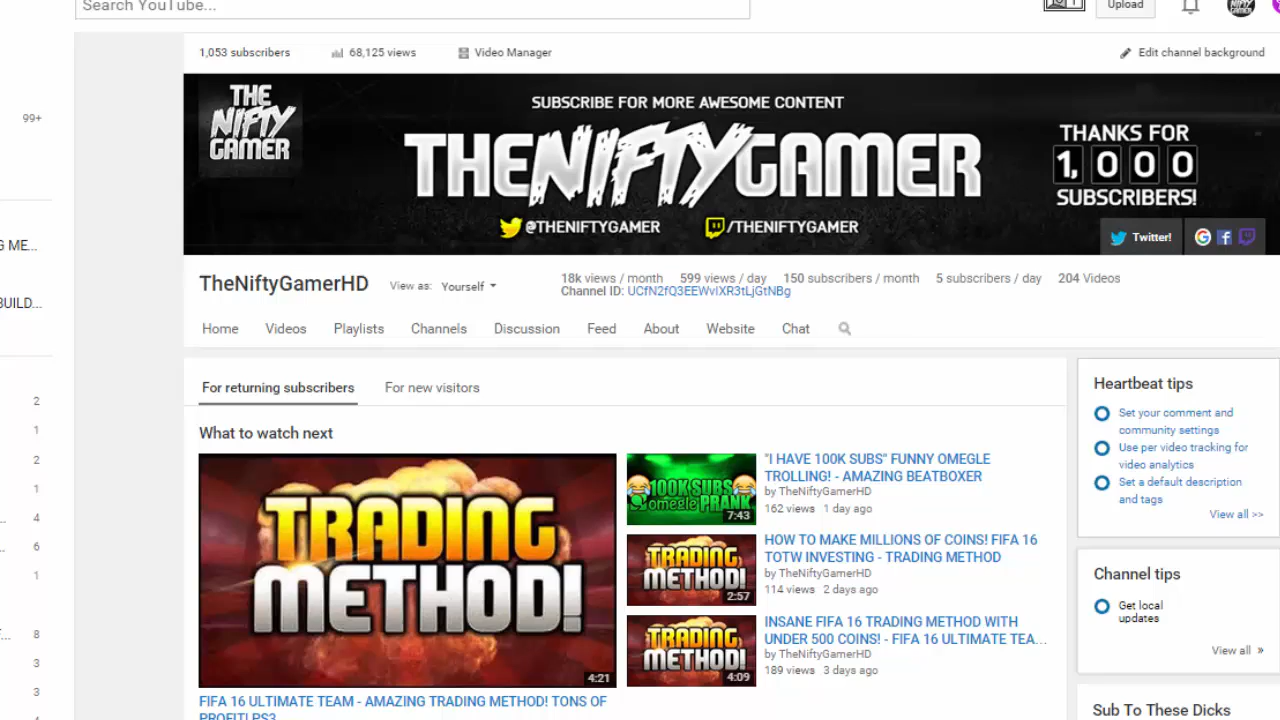 Search YouTube...
Upload
1,053 subscribers
68,125 views
Video Manager
Edit channel background
99+
THE
NIFTY
GAMER
SUBSCRIBE FOR MORE AWESOME CONTENT
THENIFTYGAMER
@THENIFTYGAMER
/THENIFTYGAMER
THANKS FOR
1,000
SUBSCRIBERS!
Twitter!
G ME...
TheNiftyGamerHD
View as: Yourself
18k views / month 599 views / day 150 subscribers / month 5 subscribers / day 204 Videos
Channel ID: UCfN2fQ3EEWvIXR3tLjGtNBg
BUILD...
Home Videos Playlists Channels Discussion Feed About Website Chat
For returning subscribers
For new visitors
What to watch next
TRADING
METHOD!
4:21
FIFA 16 ULTIMATE TEAM - AMAZING TRADING METHOD! TONS OF
PROFIT! PS3
100K SUBS
omegle PRANK
7:43
"I HAVE 100K SUBS" FUNNY OMEGLE
TROLLING! - AMAZING BEATBOXER
by TheNiftyGamerHD
162 views 1 day ago
TRADING
METHOD!
2:57
HOW TO MAKE MILLIONS OF COINS! FIFA 16
TOTW INVESTING - TRADING METHOD
by TheNiftyGamerHD
114 views 2 days ago
TRADING
METHOD!
4:09
INSANE FIFA 16 TRADING METHOD WITH
UNDER 500 COINS! - FIFA 16 ULTIMATE TEA...
by TheNiftyGamerHD
189 views 3 days ago
Heartbeat tips
Set your comment and
community settings
Use per video tracking for
video analytics
Set a default description
and tags
View all >>
Channel tips
Get local
updates
View all »
Sub To These Dicks
2
1
2
1
4
6
1
8
3
3